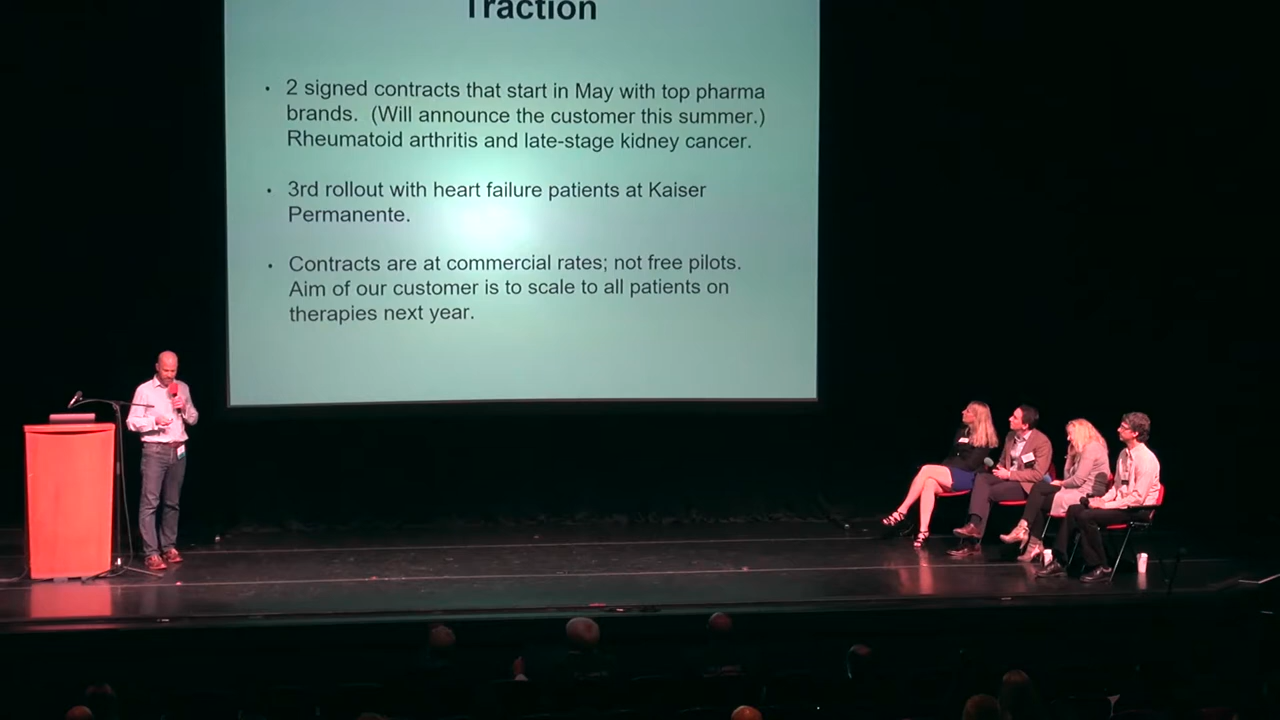 Traction
• 2 signed contracts that start in May with top pharma
brands. (Will announce the customer this summer.)
Rheumatoid arthritis and late-stage kidney cancer.
• 3rd rollout with heart failure patients at Kaiser
Permanente.
• Contracts are at commercial rates; not free pilots.
Aim of our customer is to scale to all patients on
therapies next year.